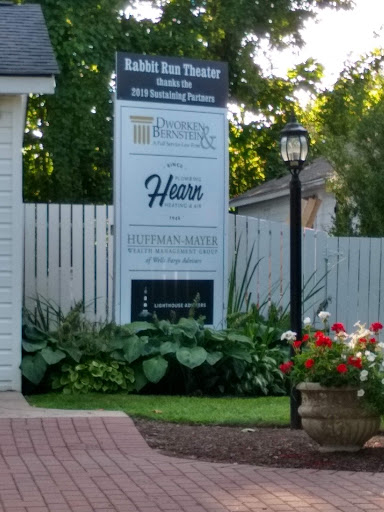 Rabbit Run Theater
thanks the
2019 Sustaining Partners
DWORKEN &
BERNSTEIN
A Full Service Law Firm
SINCE
PLUMBING
Hearn
HEATING & AIR
HUFFMAN-MAYER
WEALTH MANAGEMENT GROUP
of Wells Fargo Advisors
LIGHTHOUSE ADVISORS